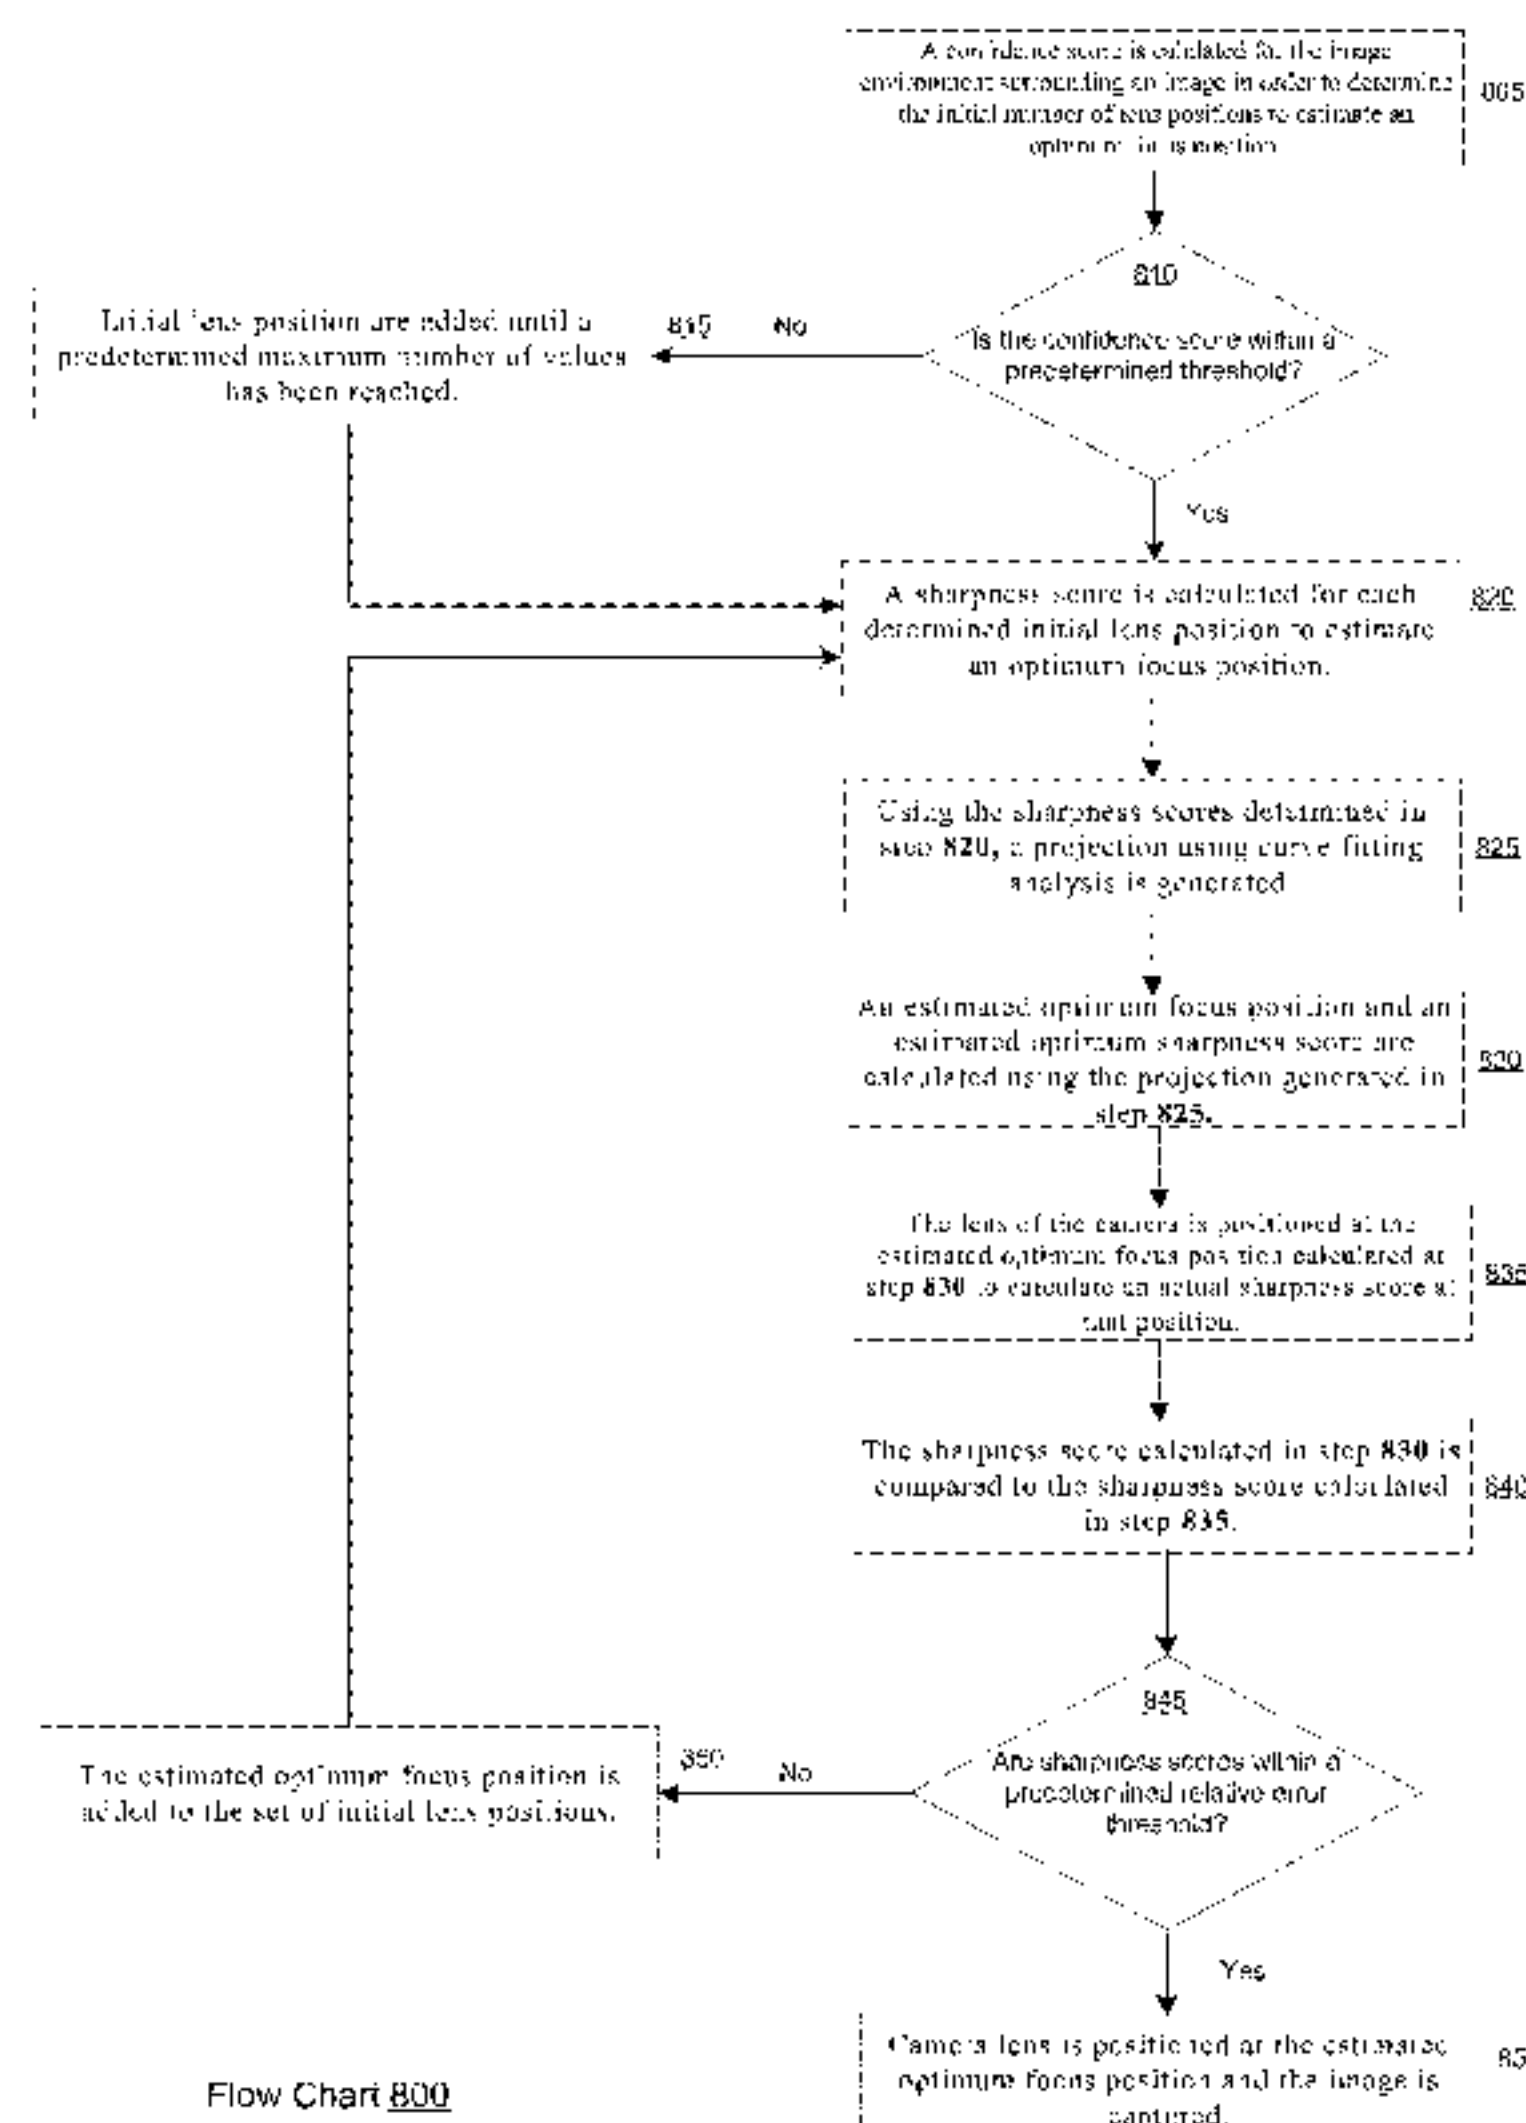 A confidence score is calculated for the image
environment surrounding an image in order to determine
the initial number of lens positions to estimate an
optimum focus position
805
810
Is the confidence score within a
predetermined threshold?
815 No
Initial lens position are added until a
predetermined maximum number of values
has been reached.
Yes
A sharpness score is calculated for each
determined initial lens position to estimate
an optimum focus position.
820
Using the sharpness scores determined in
step 820, a projection using curve fitting
analysis is generated
825
An estimated optimum focus position and an
estimated optimum sharpness score are
calculated using the projection generated in
step 825.
830
The lens of the camera is positioned at the
estimated optimum focus position calculated at
step 830 to calculate an actual sharpness score at
that position.
835
The sharpness score calculated in step 830 is
compared to the sharpness score calculated
in step 835.
840
845
Are sharpness scores within a
predetermined relative error
threshold?
850 No
The estimated optimum focus position is
added to the set of initial lens positions.
Yes
Camera lens is positioned at the estimated
optimum focus position and the image is
captured.
85
Flow Chart 800